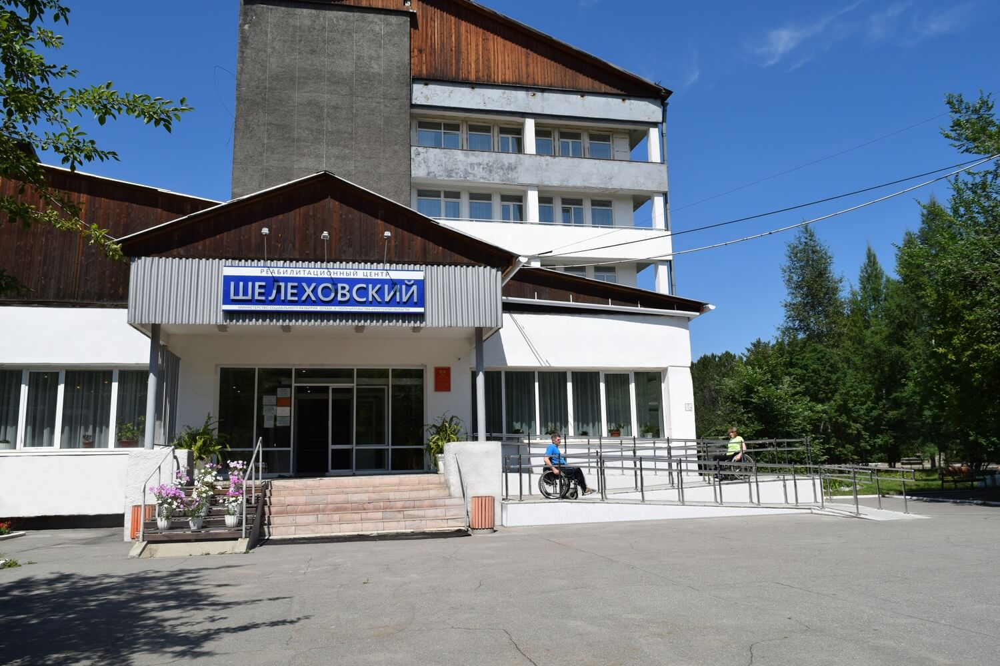 РЕАБИЛИТАЦИОННЫЙ ЦЕНТР
ШЕЛЕХОВСКИЙ
МИНИСТЕРСТВО СОЦИАЛЬНОГО РАЗВИТИЯ, ОПЕКИ И ПОПЕЧИТЕЛЬСТВА ИРКУТСКОЙ ОБЛАСТИ